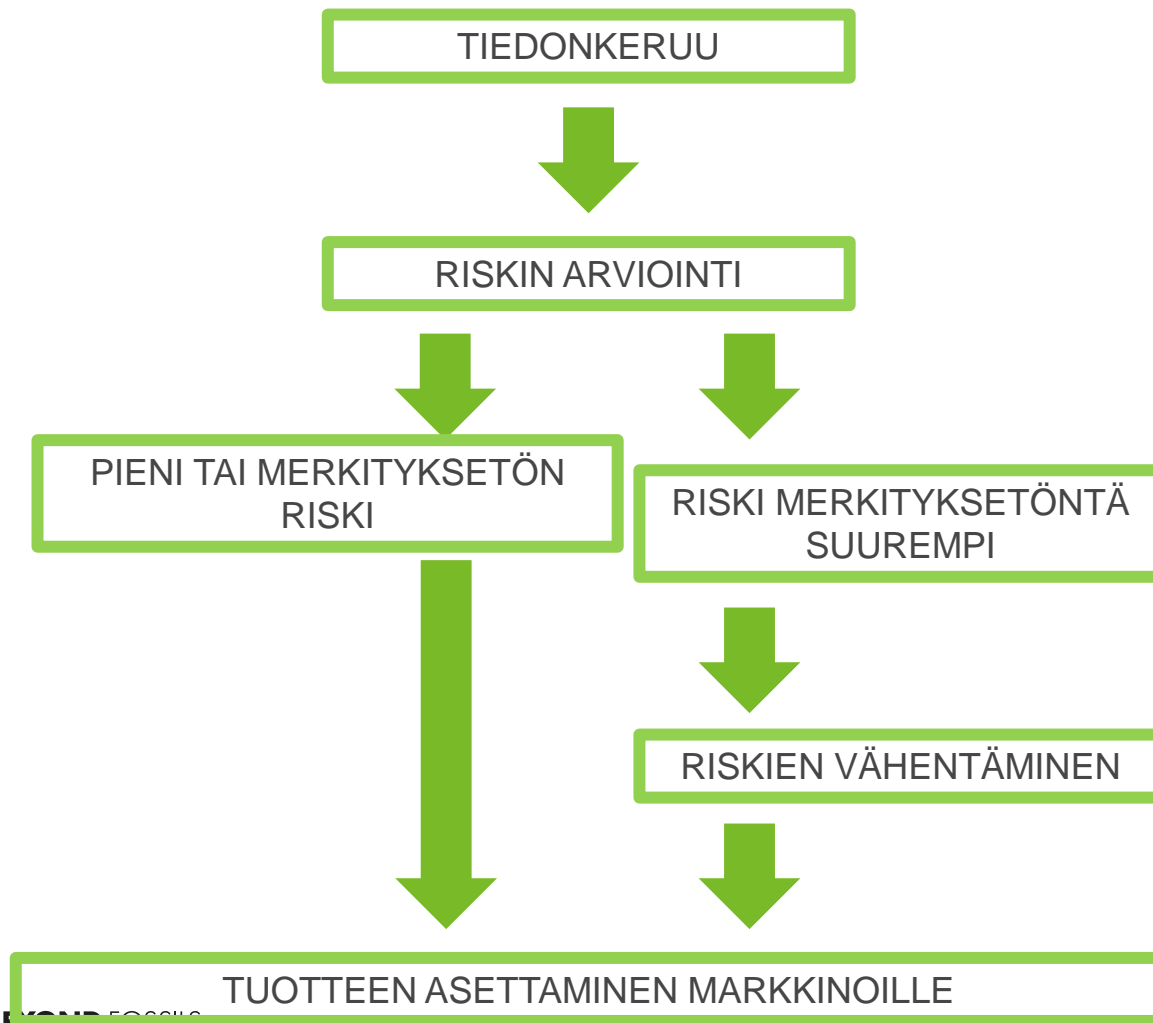 TIEDONKERUU
RISKIN ARVIOINTI
PIENI TAI MERKITYKSETÖN
RISKI
RISKI MERKITYKSETÖNTÄ
SUUREMPI
RISKIEN VÄHENTÄMINEN
TUOTTEEN ASETTAMINEN MARKKINOILLE